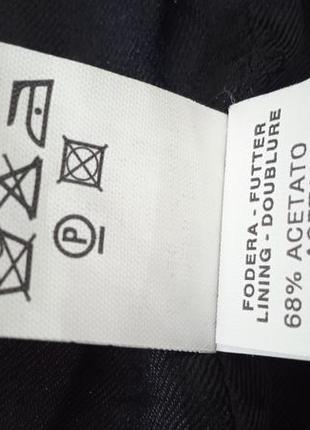 P
FODERA - FUTTER
LINING - DOUBLURE
68% ACETATO